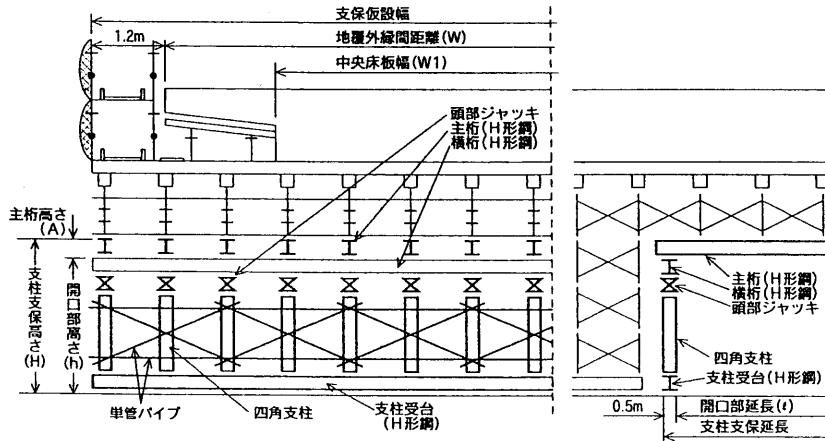 支保仮設幅
1.2m
地覆外縁間距離(W)
中央床板幅(W1)
頭部ジャッキ
主桁(H形鋼)
横桁(H形鋼)
主桁高さ
(A)
支柱支保高さ(H)
開口部高さ(h)
主桁(H形鋼)
横桁(H形鋼)
頭部ジャッキ
四角支柱
支柱受台(H形鋼)
単管パイプ
四角支柱
支柱受台
(H形鋼)
0.5m
開口部延長(ℓ)
支柱支保延長